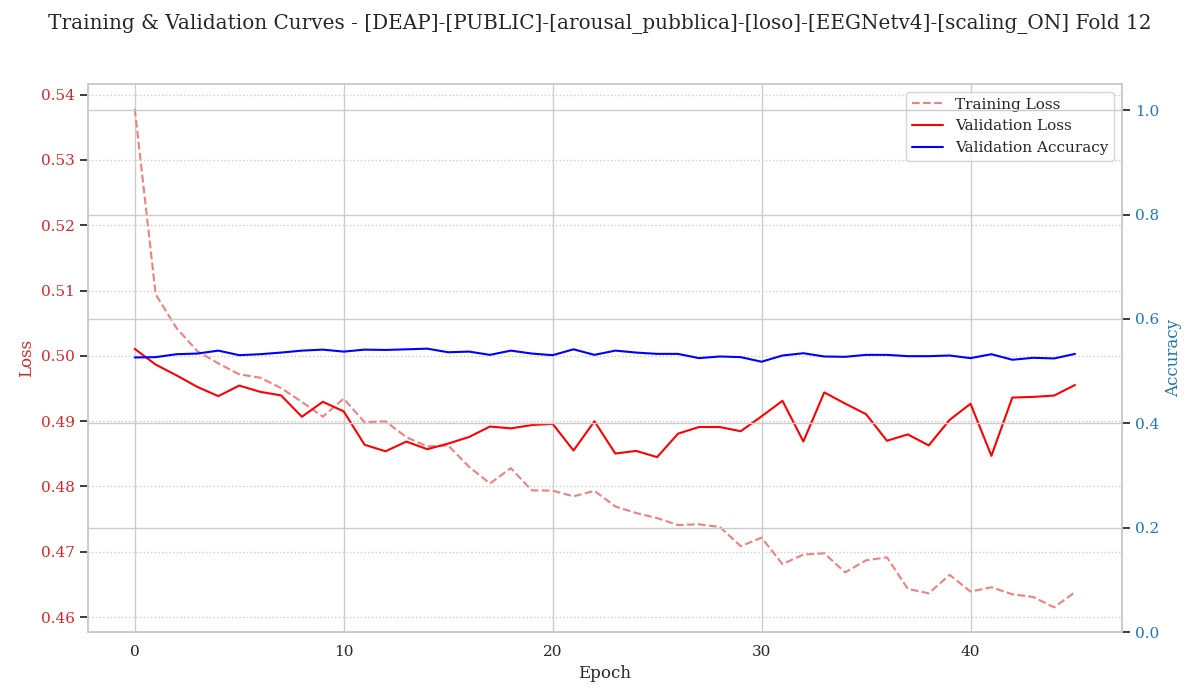 Training & Validation Curves - [DEAP]-[PUBLIC]-[arousal_pubblica]-[loso]-[EEGNetv4]-[scaling_ON] Fold 12
Training Loss
Validation Loss
Validation Accuracy
0.54
0.53
0.52
0.51
0.50
0.49
0.48
0.47
0.46
Loss
1.0
0.8
0.6
0.4
0.2
0.0
Accuracy
0 10 20 30 40
Epoch